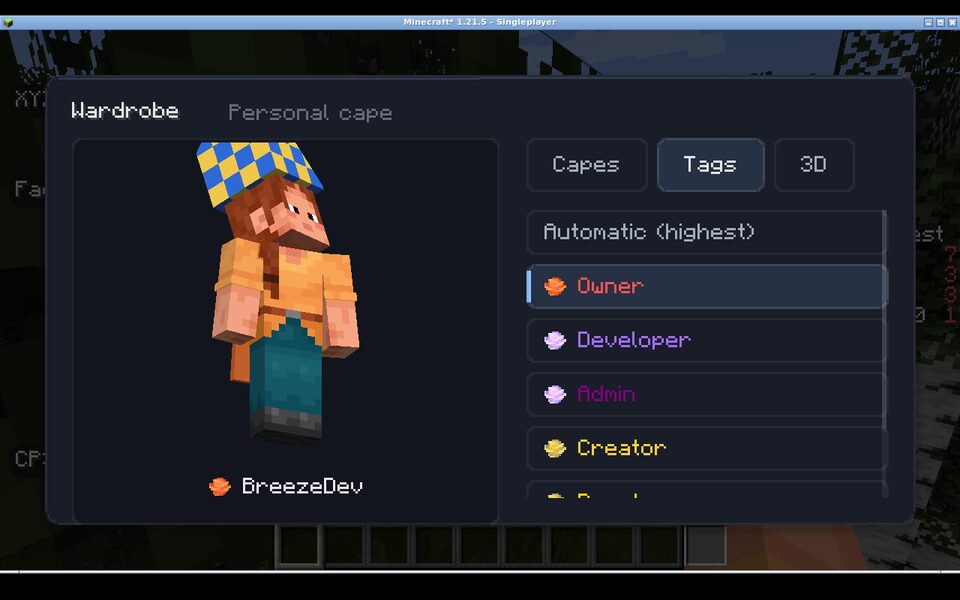 Minecraft* 1.21.5 - Singleplayer
Wardrobe
Personal cape
Capes
Tags
3D
Automatic (highest)
Owner
Developer
Admin
Creator
BreezeDev